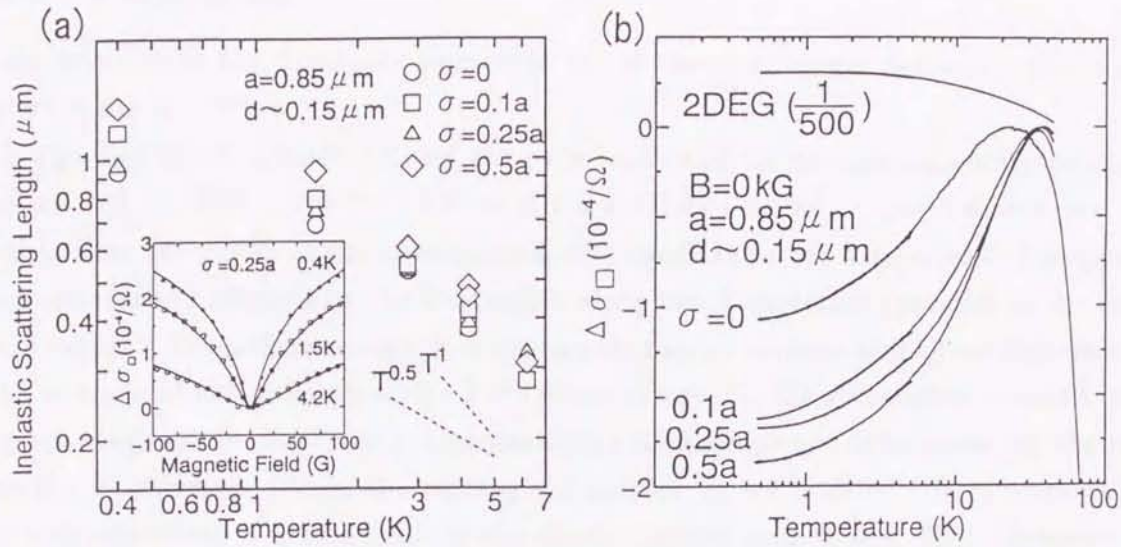 (a)
a=0.85 μm
d~0.15 μm
○ σ=0
□ σ=0.1a
△ σ=0.25a
◇ σ=0.5a
Inelastic Scattering Length (μm)
1
0.8
0.6
0.4
0.2
T^0.5
T^1
0.4
0.6
0.8
1
3
5
7
Temperature (K)
σ=0.25a
0.4K
1.5K
4.2K
Δσ□ (10⁻⁴/Ω)
3
2
1
0
-100
-50
0
50
100
Magnetic Field (G)
(b)
2DEG (1/500)
B=0kG
a=0.85 μm
d~0.15 μm
σ=0
0.1a
0.25a
0.5a
Δσ□ (10⁻⁴/Ω)
0
-2
1
10
100
Temperature (K)